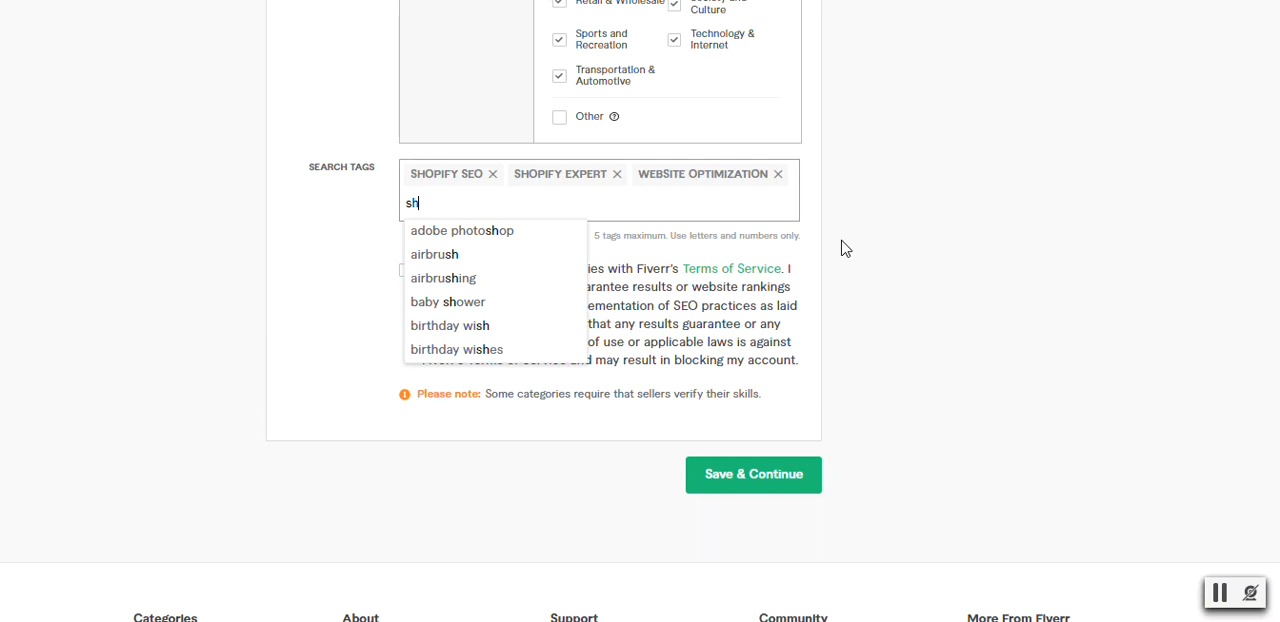 Retail & Wholesale
Society and
Culture
Sports and
Recreation
Technology &
Internet
Transportation &
Automotive
Other
SEARCH TAGS
SHOPIFY SEO
SHOPIFY EXPERT
WEBSITE OPTIMIZATION
sh
adobe photoshop
airbrush
airbrushing
baby shower
birthday wish
birthday wishes
5 tags maximum. Use letters and numbers only.
ies with Fiverr's Terms of Service. I
arantee results or website rankings
ementation of SEO practices as laid
that any results guarantee or any
of use or applicable laws is against
and may result in blocking my account.
Please note: Some categories require that sellers verify their skills.
Save & Continue
Categories
About
Support
Community
More From Fiverr